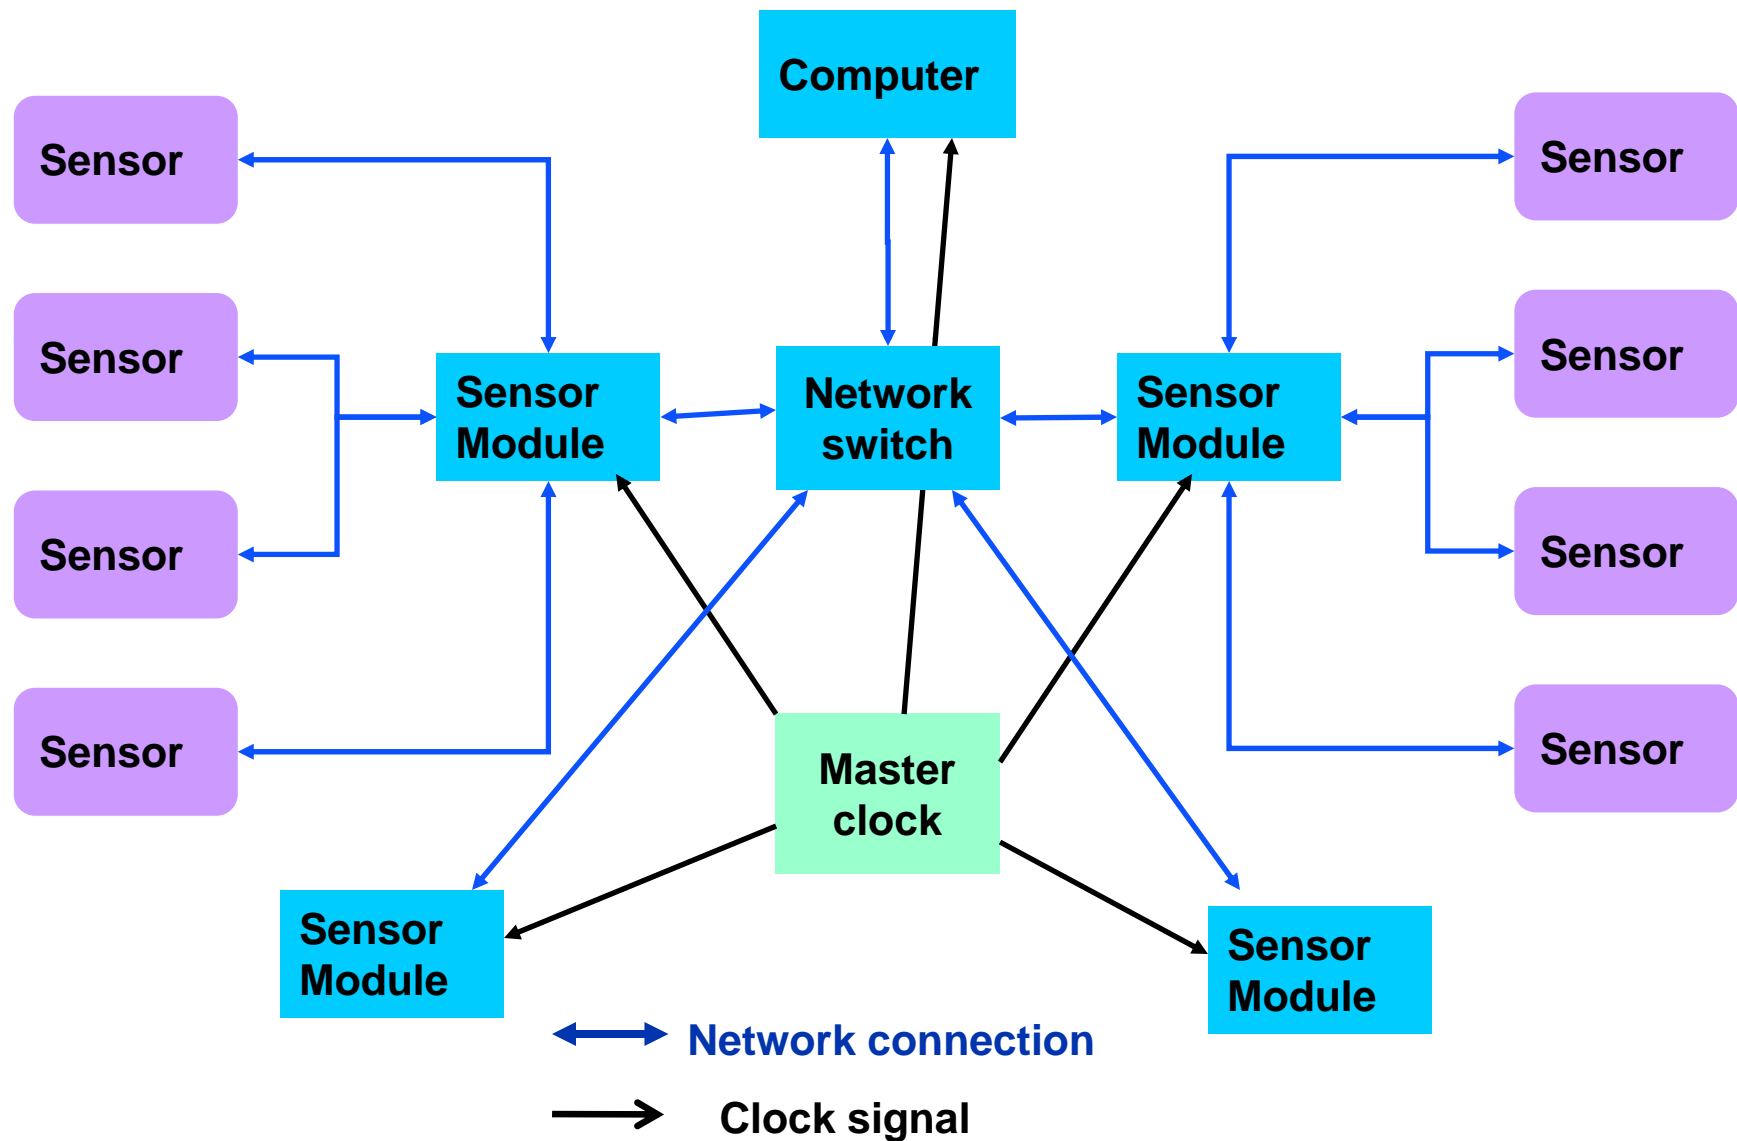 Computer
Sensor
Sensor
Sensor
Sensor
Sensor
Module
Network
switch
Sensor
Module
Sensor
Sensor
Sensor
Sensor
Master
clock
Sensor
Module
Sensor
Module
Network connection
Clock signal